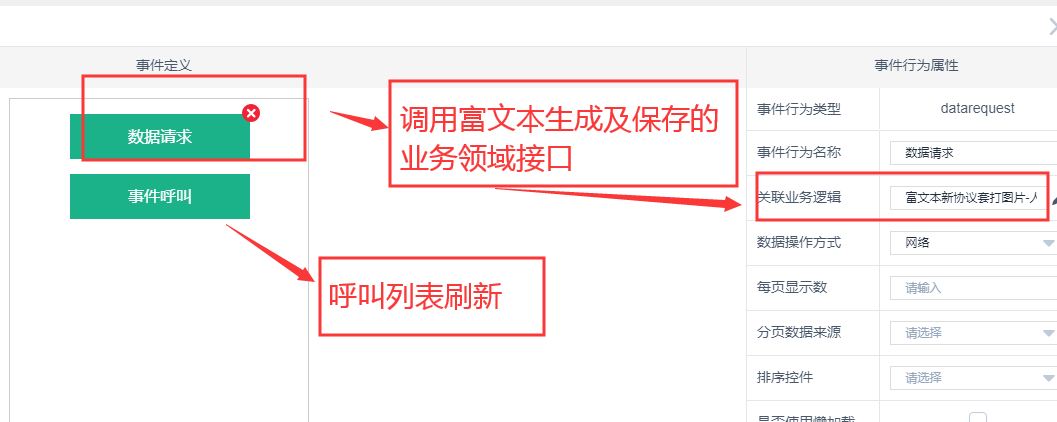 事件定义
事件行为属性
数据请求
事件呼叫
调用富文本生成及保存的
业务领域接口
呼叫列表刷新
事件行为类型
datarequest
事件行为名称
数据请求
关联业务逻辑
富文本新协议套打图片-人
数据操作方式
网络
每页显示数
请输入
分页数据来源
请选择
排序控件
请选择
是否使用懒加载